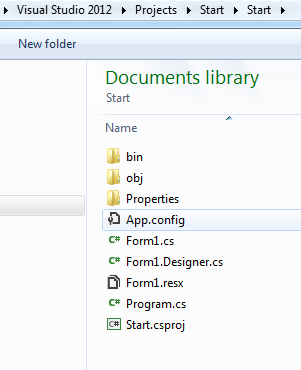 Visual Studio 2012 Projects Start Start
New folder
Documents library
Start
Name
bin
obj
Properties
App.config
C# Form1.cs
C# Form1.Designer.cs
Form1.resx
C# Program.cs
C# Start.csproj